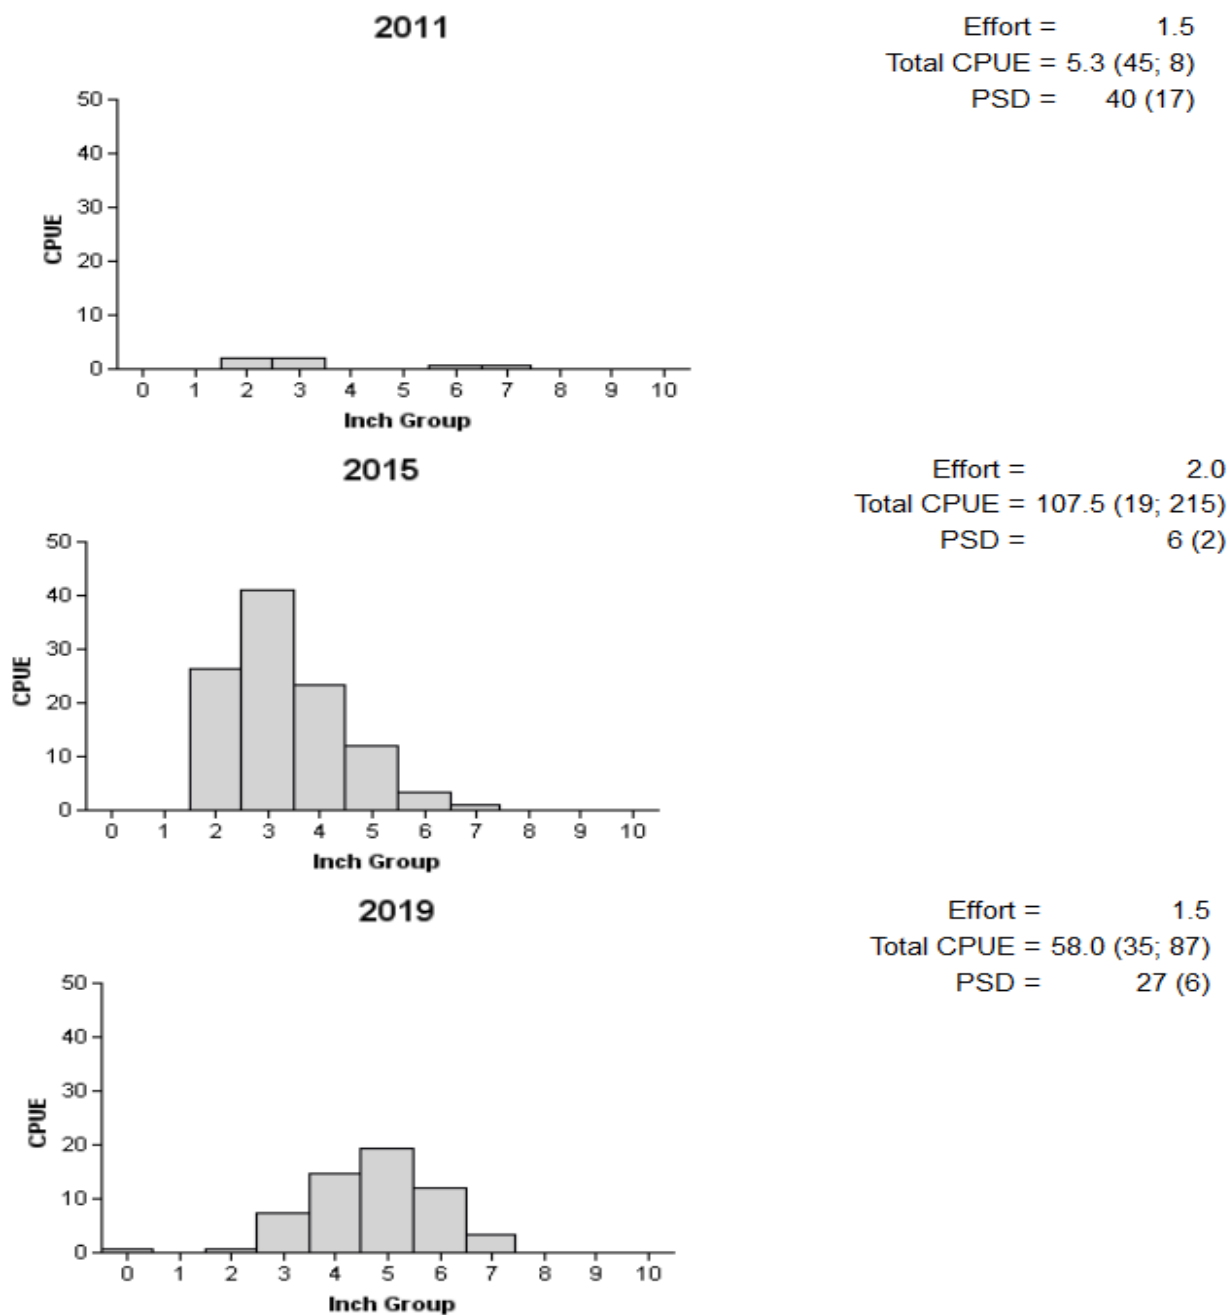 2011
Effort = 1.5
Total CPUE = 5.3 (45; 8)
PSD = 40 (17)
50
40
30
20
10
0
CPUE
0 1 2 3 4 5 6 7 8 9 10
Inch Group
2015
Effort = 2.0
Total CPUE = 107.5 (19; 215)
PSD = 6 (2)
50
40
30
20
10
0
CPUE
0 1 2 3 4 5 6 7 8 9 10
Inch Group
2019
Effort = 1.5
Total CPUE = 58.0 (35; 87)
PSD = 27 (6)
50
40
30
20
10
0
CPUE
0 1 2 3 4 5 6 7 8 9 10
Inch Group